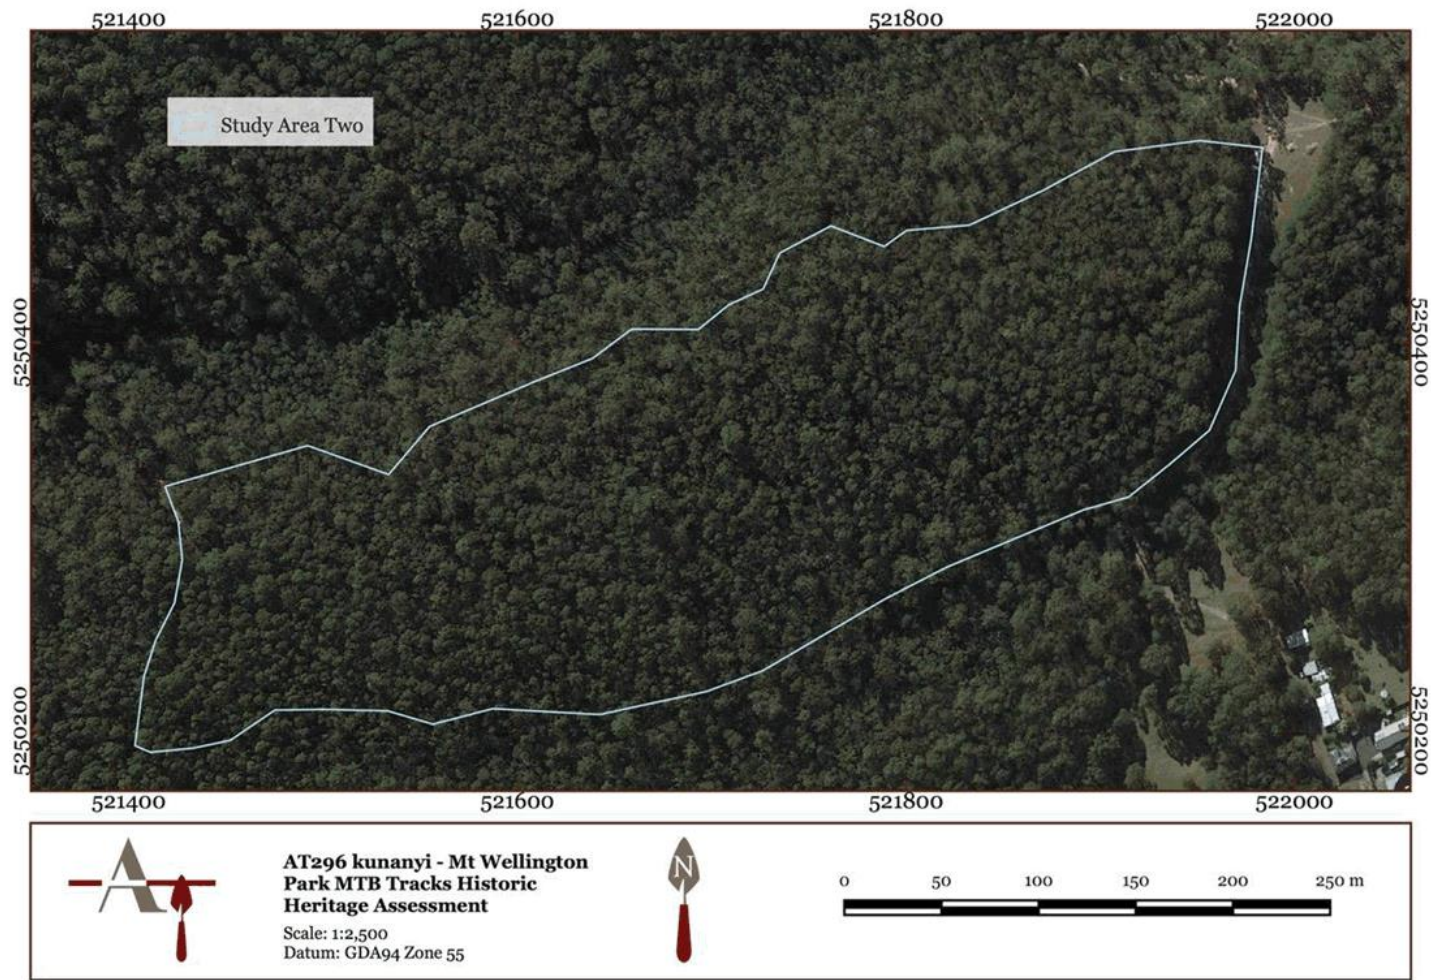 521400 521600 521800 522000
Study Area Two
5250400 5250400
5250200 5250200
521400 521600 521800 522000
AT296 kunanyi - Mt Wellington
Park MTB Tracks Historic
Heritage Assessment
Scale: 1:2,500
Datum: GDA94 Zone 55
A
N
0 50 100 150 200 250 m